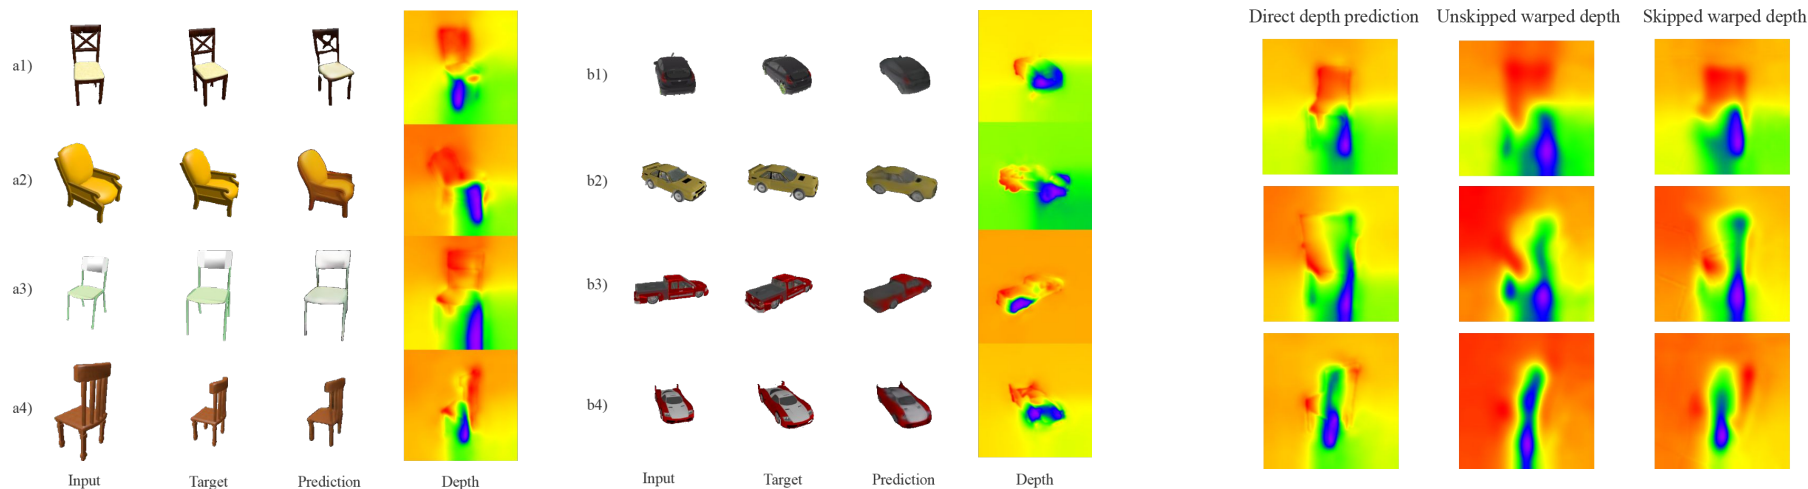 Direct depth prediction Unskipped warped depth Skipped warped depth
a1)
b1)
a2)
b2)
a3)
b3)
a4)
b4)
Input Target Prediction Depth
Input Target Prediction Depth